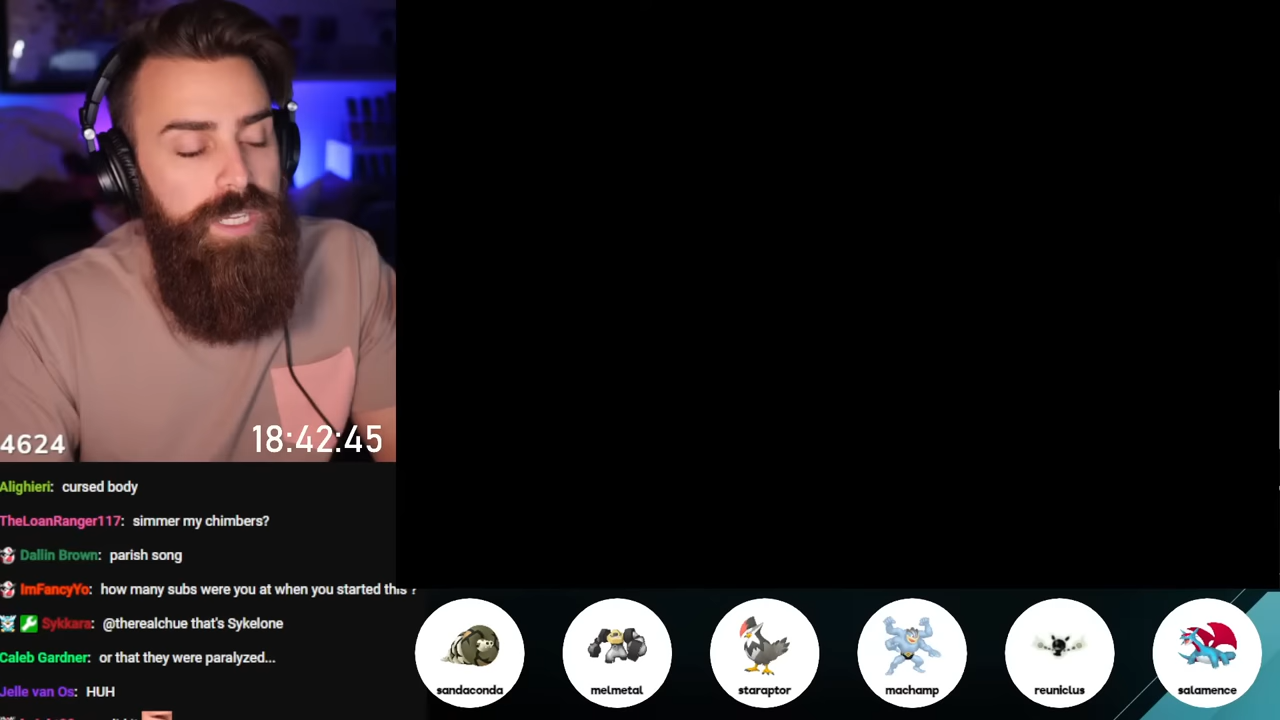 4624
18:42:45
Alighieri: cursed body
TheLoanRanger117: simmer my chimbers?
Dallin Brown: parish song
ImFancyYo: how many subs were you at when you started this ?
Sykkara: @therealchue that's Sykelone
Caleb Gardner: or that they were paralyzed...
Jelle van Os: HUH
sandaconda
melmetal
staraptor
machamp
reuniclus
salamence